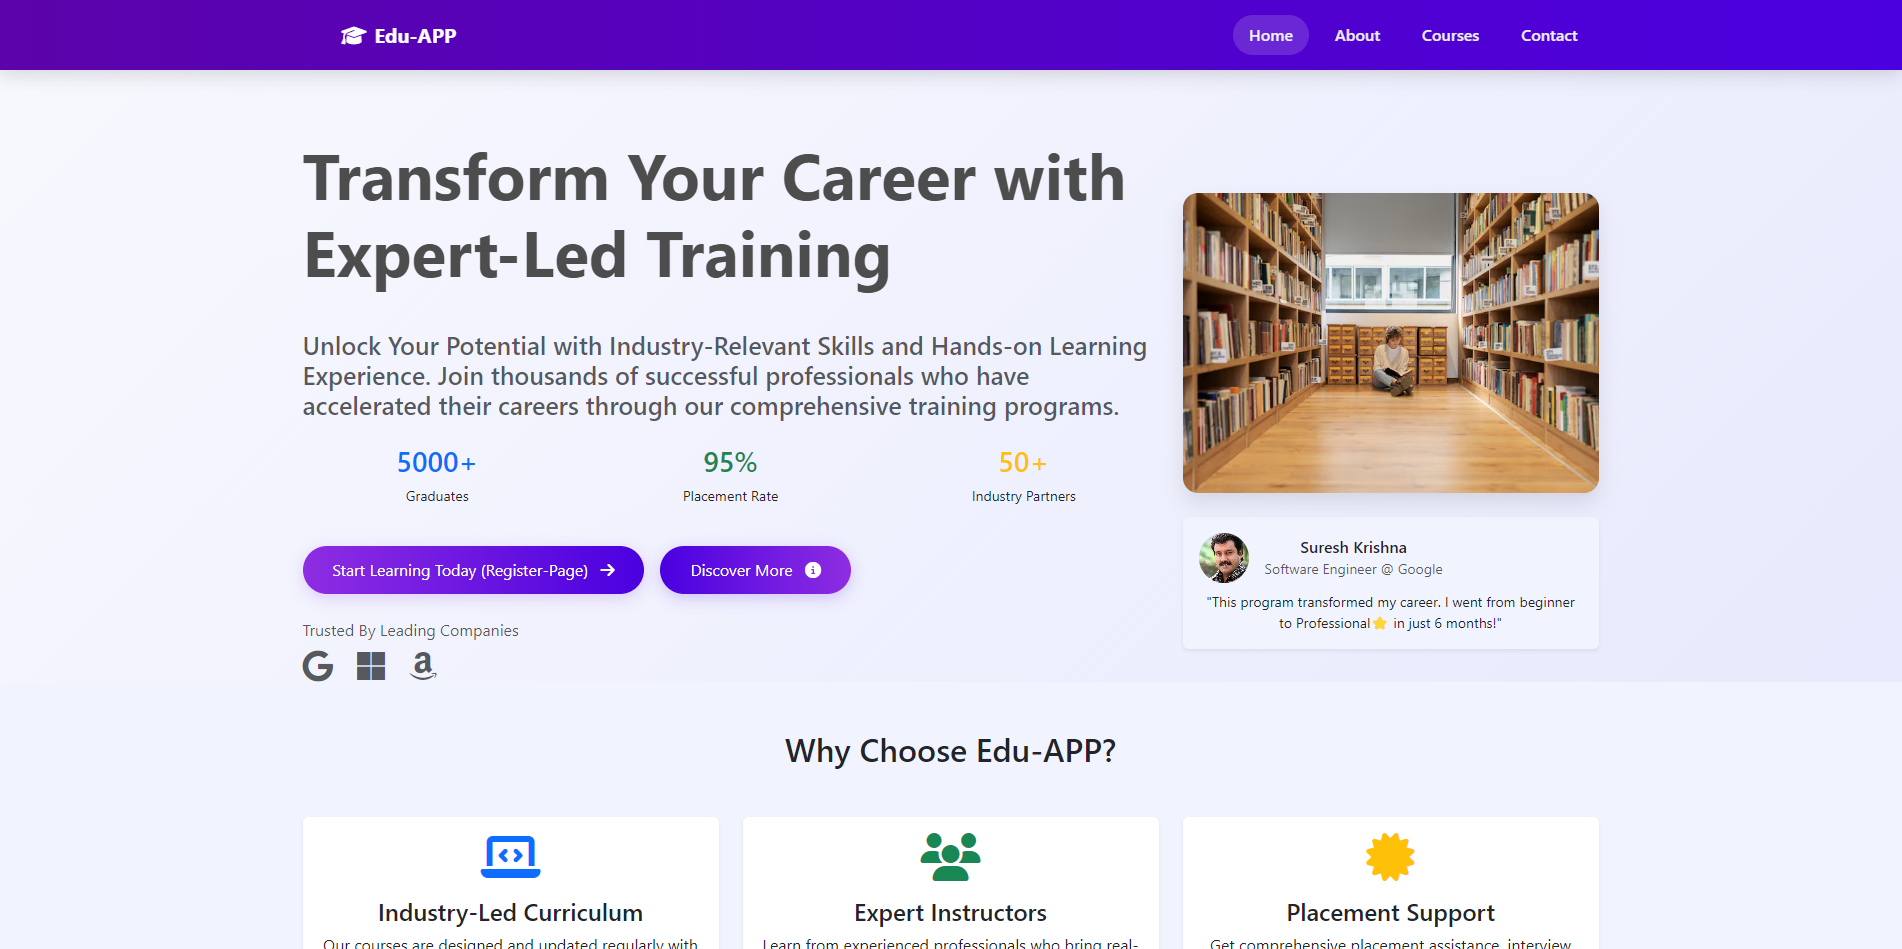 Edu-APP
Home
About
Courses
Contact
Transform Your Career with
Expert-Led Training
Unlock Your Potential with Industry-Relevant Skills and Hands-on Learning
Experience. Join thousands of successful professionals who have
accelerated their careers through our comprehensive training programs.
5000+
Graduates
95%
Placement Rate
50+
Industry Partners
Start Learning Today (Register-Page)
Discover More
Trusted By Leading Companies
Suresh Krishna
Software Engineer @ Google
"This program transformed my career. I went from beginner
to Professional⭐ in just 6 months!"
Why Choose Edu-APP?
Industry-Led Curriculum
Our courses are designed and updated regularly with
Expert Instructors
Learn from experienced professionals who bring real-
Placement Support
Get comprehensive placement assistance, interview